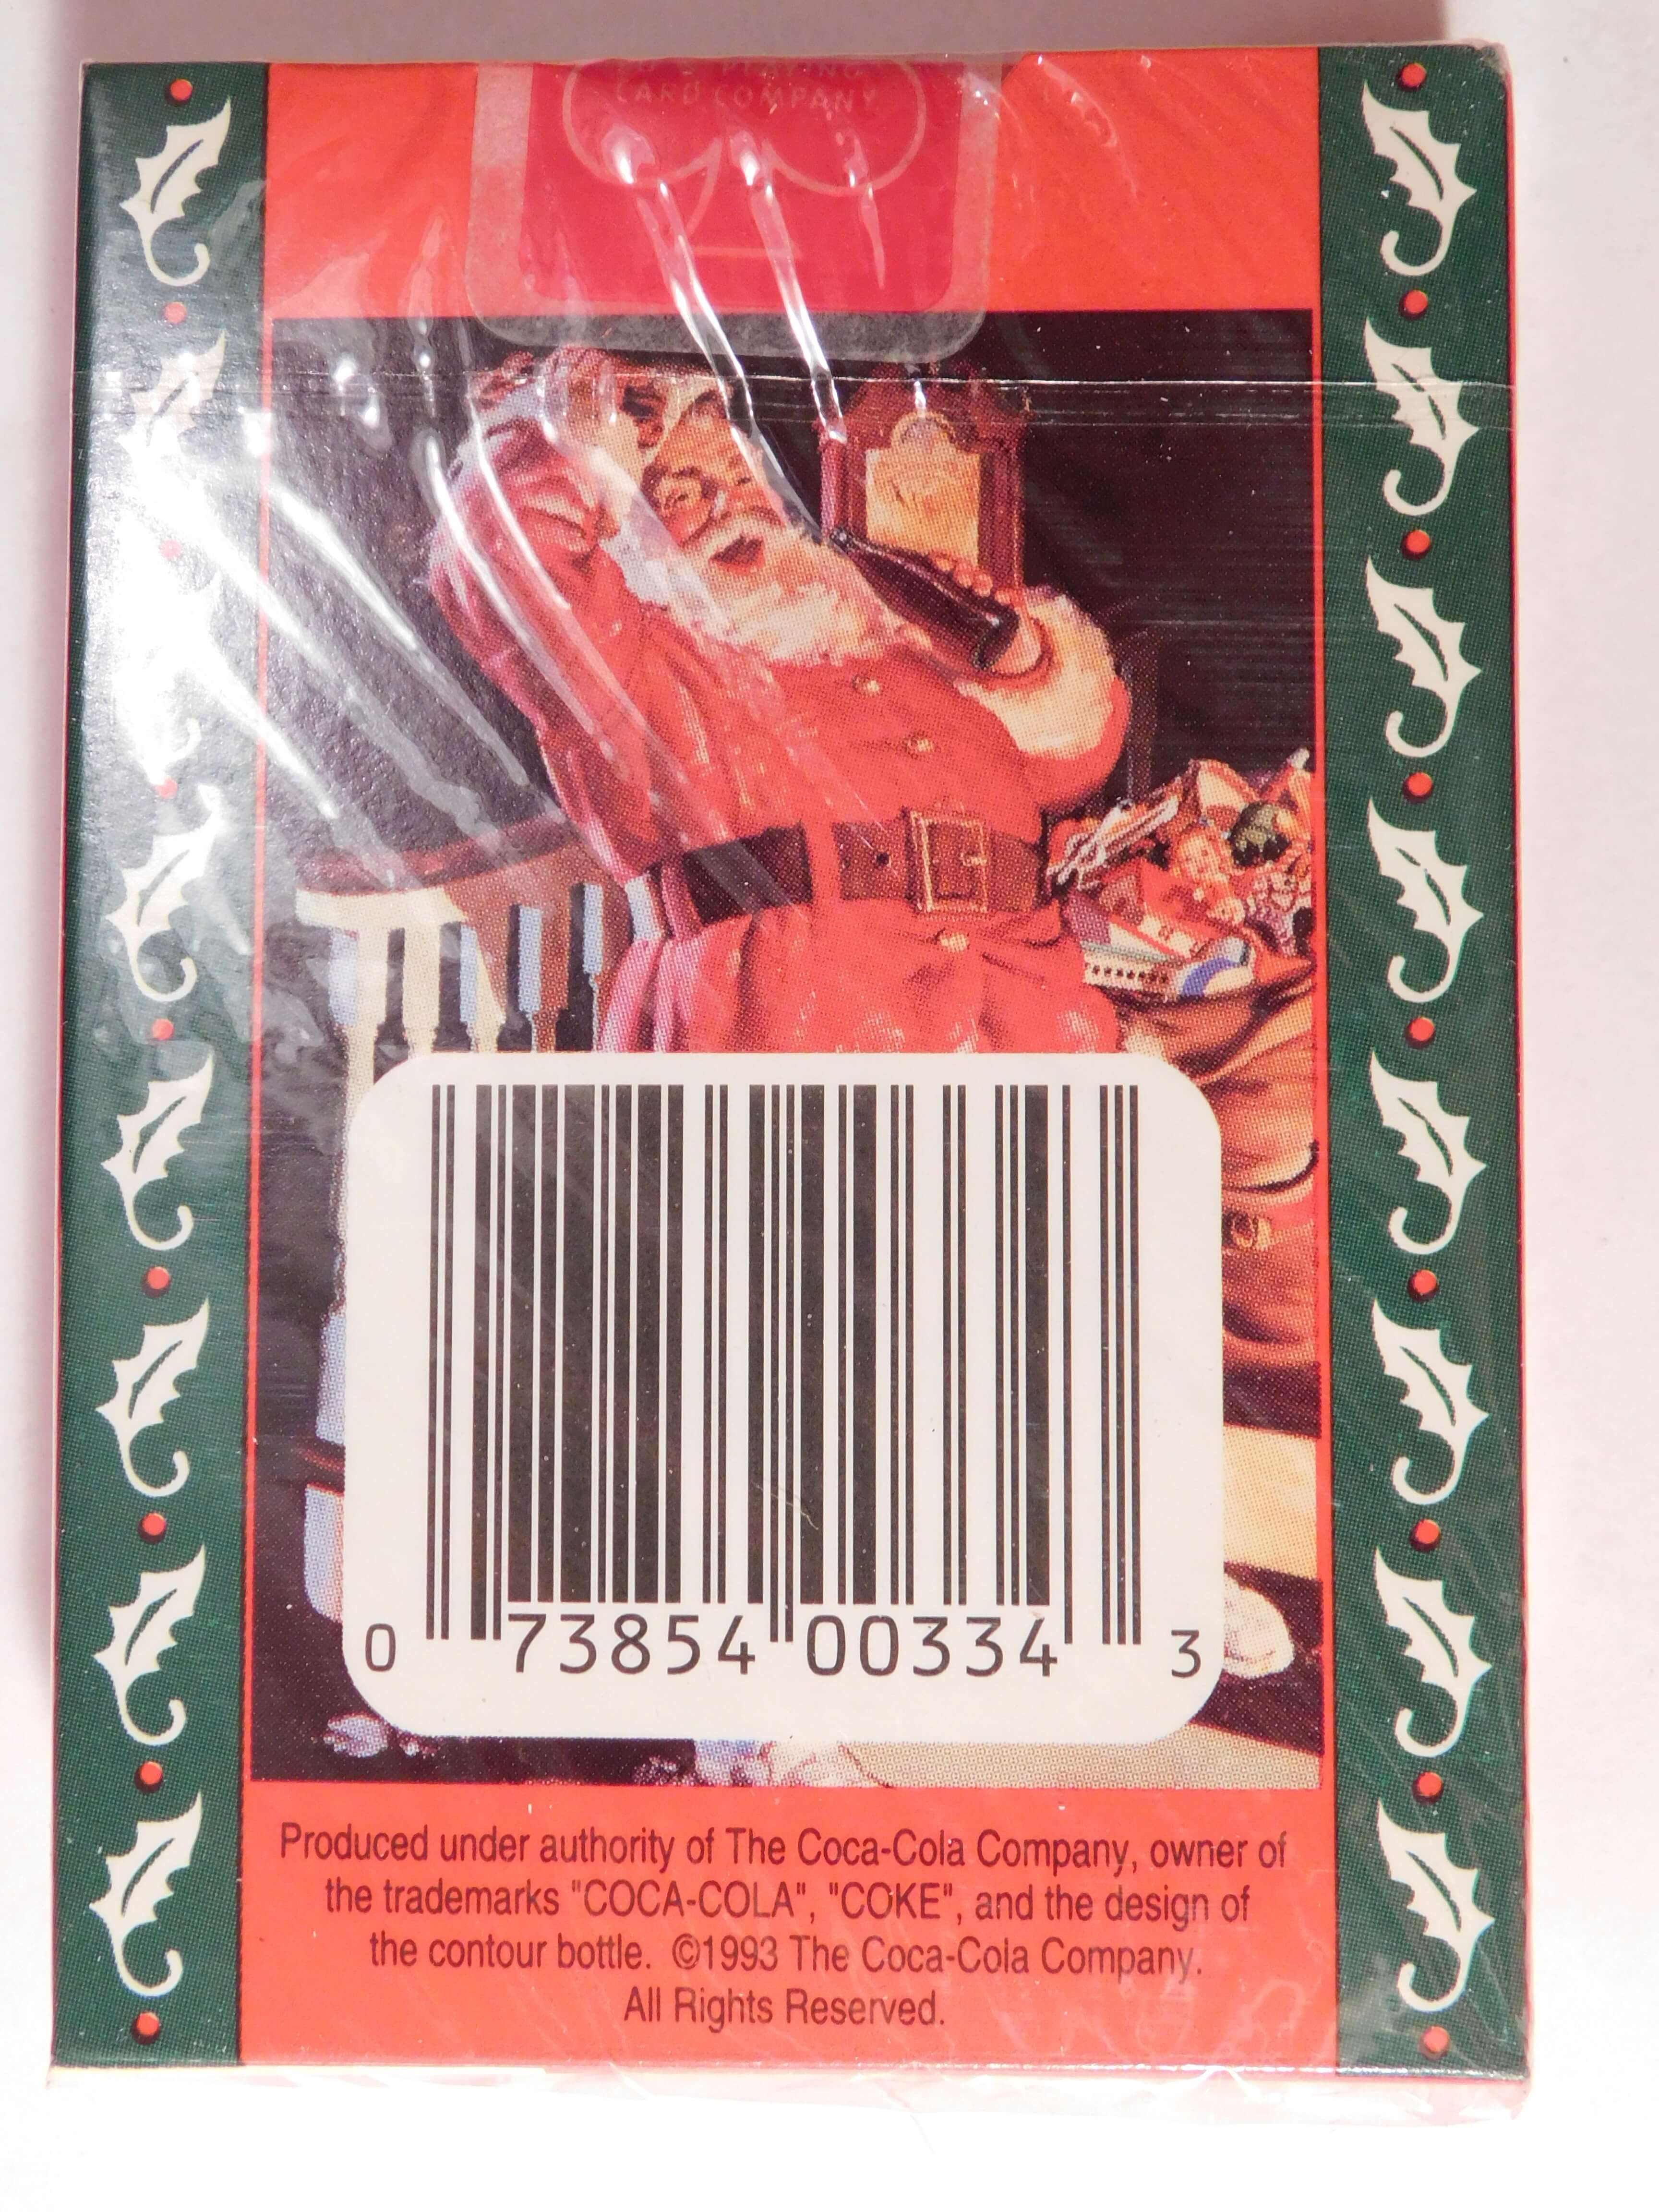 PLAYING
CARD COMPANY
0 73854 00334 3
Produced under authority of The Coca-Cola Company, owner of
the trademarks "COCA-COLA", "COKE", and the design of
the contour bottle. ©1993 The Coca-Cola Company.
All Rights Reserved.